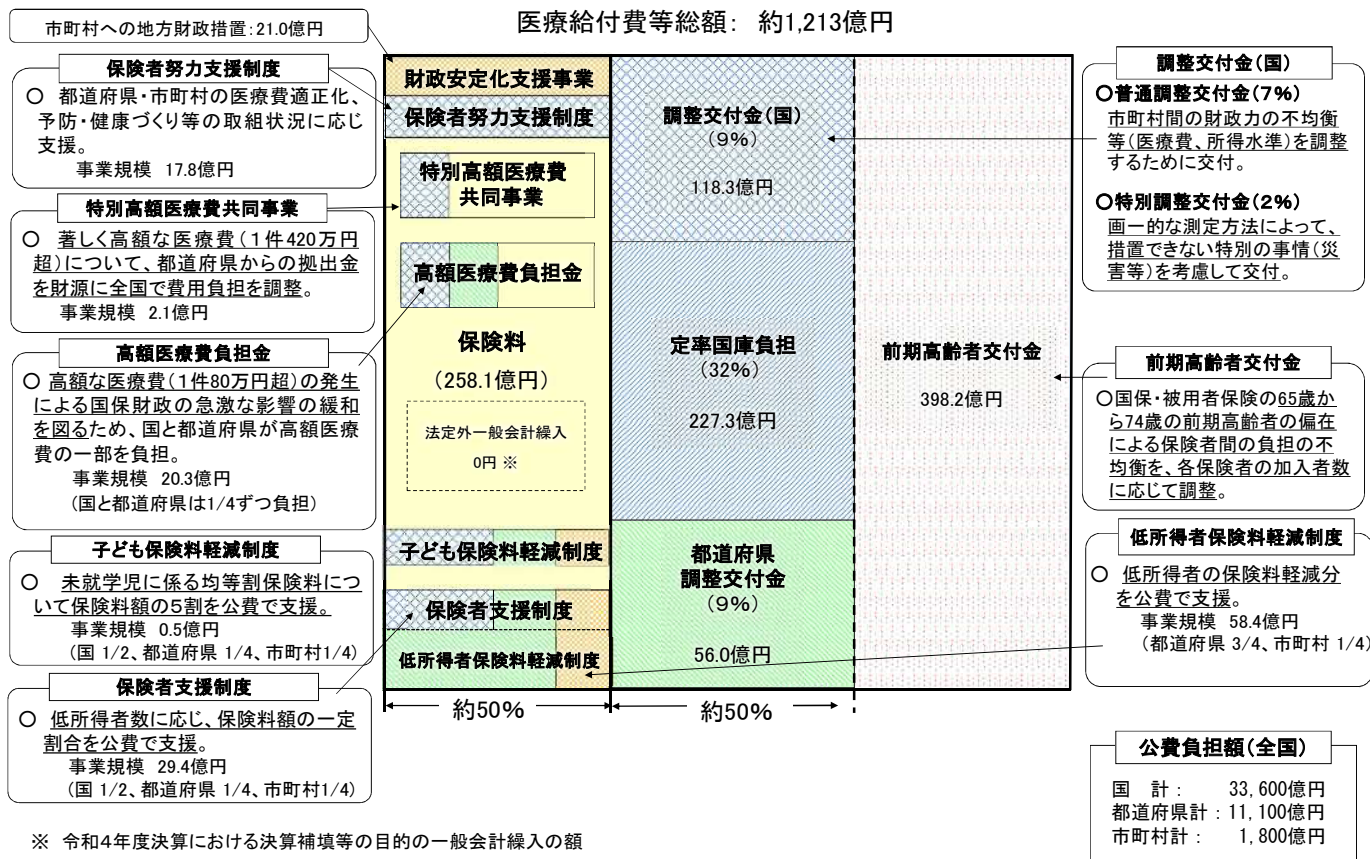 医療給付費等総額： 約1,213億円
市町村への地方財政措置：21.0億円
保険者努力支援制度
○ 都道府県・市町村の医療費適正化、
予防・健康づくり等の取組状況に応じ
支援。
事業規模 17.8億円
特別高額医療費共同事業
○ 著しく高額な医療費（1件420万円
超）について、都道府県からの拠出金
を財源に全国で費用負担を調整。
事業規模 2.1億円
高額医療費負担金
○ 高額な医療費（1件80万円超）の発生
による国保財政の急激な影響の緩和
を図るため、国と都道府県が高額医療
費の一部を負担。
事業規模 20.3億円
（国と都道府県は1/4ずつ負担）
子ども保険料軽減制度
○ 未就学児に係る均等割保険料につ
いて保険料額の５割を公費で支援。
事業規模 0.5億円
（国 1/2、都道府県 1/4、市町村1/4）
保険者支援制度
○ 低所得者数に応じ、保険料額の一定
割合を公費で支援。
事業規模 29.4億円
（国 1/2、都道府県 1/4、市町村1/4）
財政安定化支援事業
保険者努力支援制度
特別高額医療費
共同事業
高額医療費負担金
保険料
（258.1億円）
法定外一般会計繰入
0円 ※
子ども保険料軽減制度
保険者支援制度
低所得者保険料軽減制度
約50％
調整交付金（国）
（9％）
118.3億円
定率国庫負担
（32％）
227.3億円
都道府県
調整交付金
（9％）
56.0億円
約50％
前期高齢者交付金
398.2億円
調整交付金（国）
○普通調整交付金（7％）
市町村間の財政力の不均衡
等（医療費、所得水準）を調整
するために交付。
○特別調整交付金（2％）
画一的な測定方法によって、
措置できない特別の事情（災
害等）を考慮して交付。
前期高齢者交付金
○国保・被用者保険の65歳か
ら74歳の前期高齢者の偏在
による保険者間の負担の不
均衡を、各保険者の加入者数
に応じて調整。
低所得者保険料軽減制度
○ 低所得者の保険料軽減分
を公費で支援。
事業規模 58.4億円
（都道府県 3/4、市町村 1/4）
公費負担額（全国）
国 計： 33,600億円
都道府県計：11,100億円
市町村計： 1,800億円
※ 令和４年度決算における決算補填等の目的の一般会計繰入の額